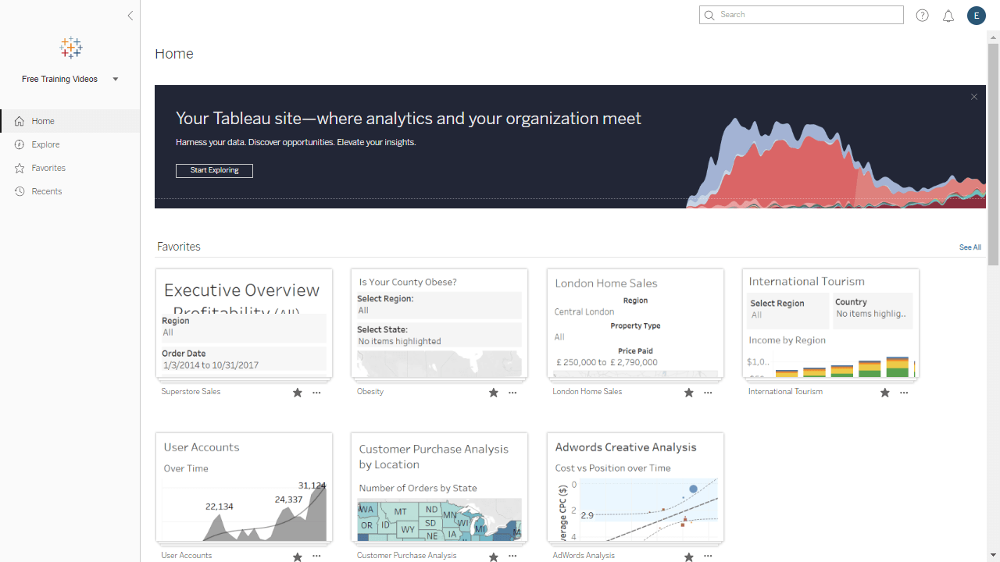 Search
E
Free Training Videos
Home
Explore
Favorites
Recents
Home
Your Tableau site—where analytics and your organization meet
Harness your data. Discover opportunities. Elevate your insights.
Start Exploring
Favorites
See All
Executive Overview
Profitability (All)
Region
All
Order Date
1/3/2014 to 10/31/2017
Superstore Sales
Is Your County Obese?
Select Region:
All
Select State:
No items highlighted
Obesity
London Home Sales
Region
Central London
Property Type
All
Price Paid
£ 250,000 to £ 2,790,000
London Home Sales
International Tourism
Select Region
All
Country
No items highlig..
Income by Region
$1,0..
International Tourism
User Accounts
Over Time
22,134
24,337
31,124
User Accounts
Customer Purchase Analysis
by Location
Number of Orders by State
WA
MT
ND
MN
OR
ID
SD
WI
WY
MI
NE
IA
Customer Purchase Analysis
Adwords Creative Analysis
Cost vs Position over Time
verage CPC ($)
0
2
2.9
4
AdWords Analysis